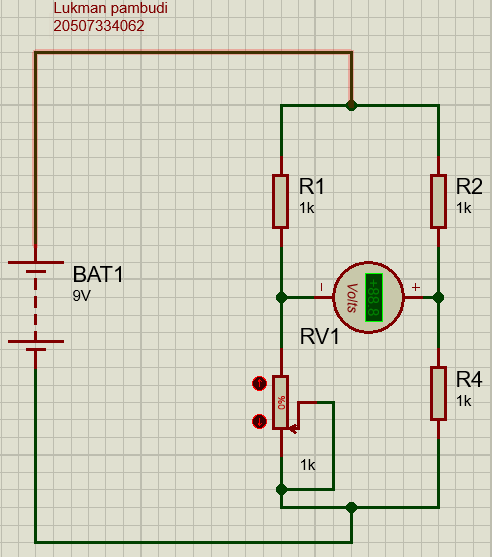 Lukman pambudi
20507334062
R1
1k
R2
1k
BAT1
9V
− +
+88.8
Volts
RV1
0%
1k
R4
1k